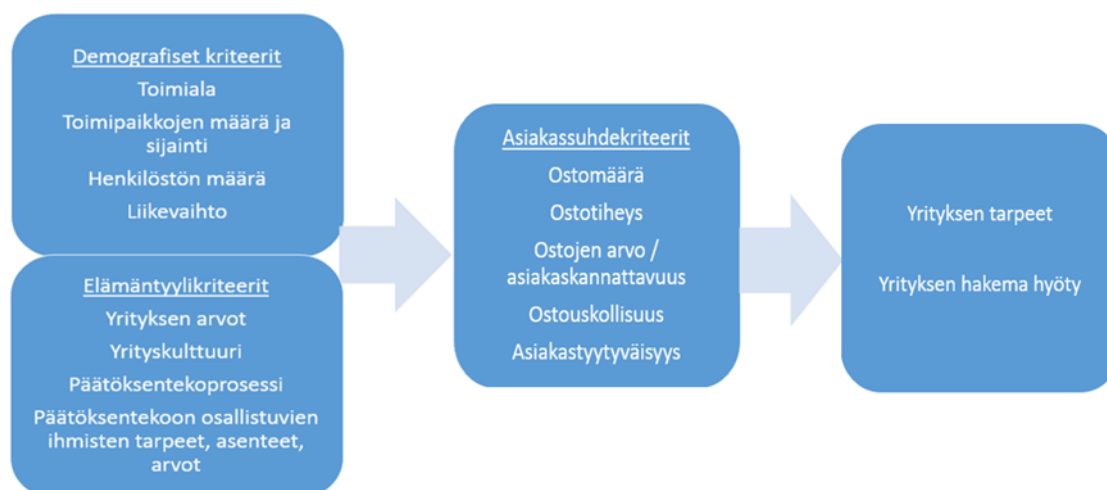 Demografiset kriteerit
Toimiala
Toimipaikkojen määrä ja
sijainti
Henkilöstön määrä
Liikevaihto
Elämäntyylikriteerit
Yrityksen arvot
Yrityskulttuuri
Päätöksentekoprosessi
Päätöksentekoon osallistuvien
ihmisten tarpeet, asenteet,
arvot
Asiakassuhdekriteerit
Ostomäärä
Ostotiheys
Ostojen arvo /
asiakaskannattavuus
Ostouskollisuus
Asiakastyytyväisyys
Yrityksen tarpeet
Yrityksen hakema hyöty